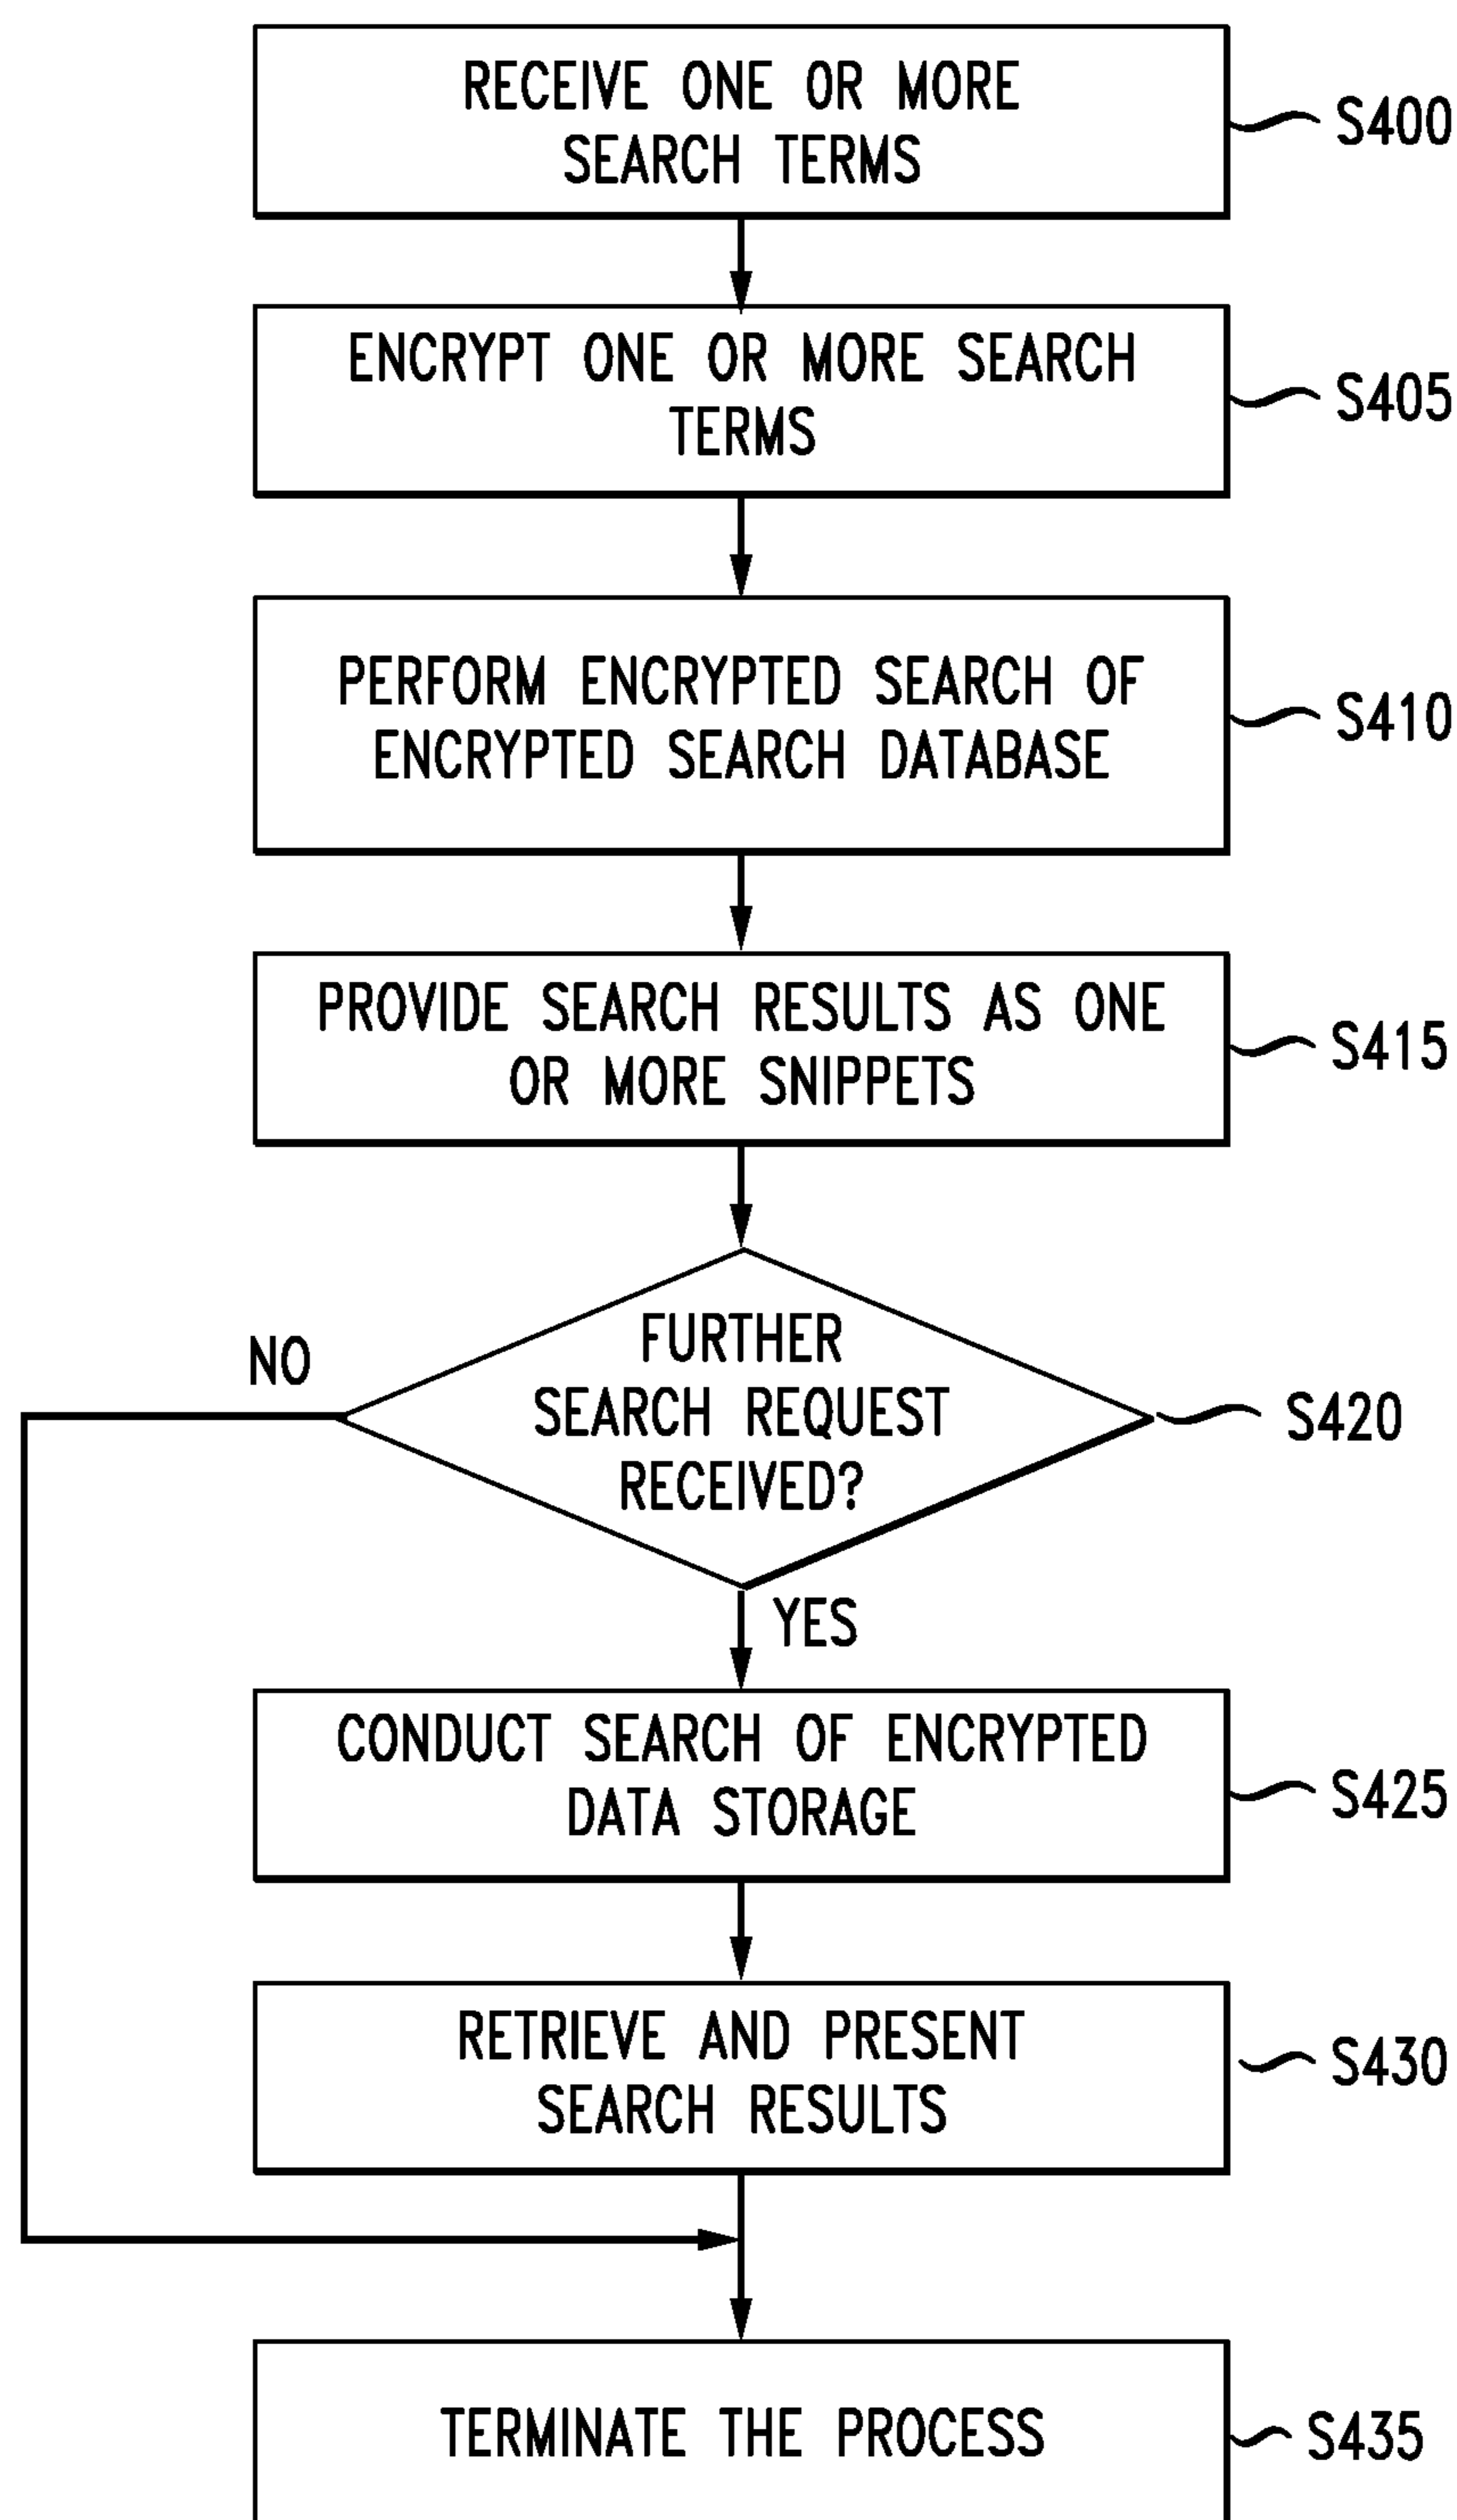 RECEIVE ONE OR MORE
SEARCH TERMS
S400
ENCRYPT ONE OR MORE SEARCH
TERMS
S405
PERFORM ENCRYPTED SEARCH OF
ENCRYPTED SEARCH DATABASE
S410
PROVIDE SEARCH RESULTS AS ONE
OR MORE SNIPPETS
S415
NO
FURTHER
SEARCH REQUEST
RECEIVED?
S420
YES
CONDUCT SEARCH OF ENCRYPTED
DATA STORAGE
S425
RETRIEVE AND PRESENT
SEARCH RESULTS
S430
TERMINATE THE PROCESS
S435